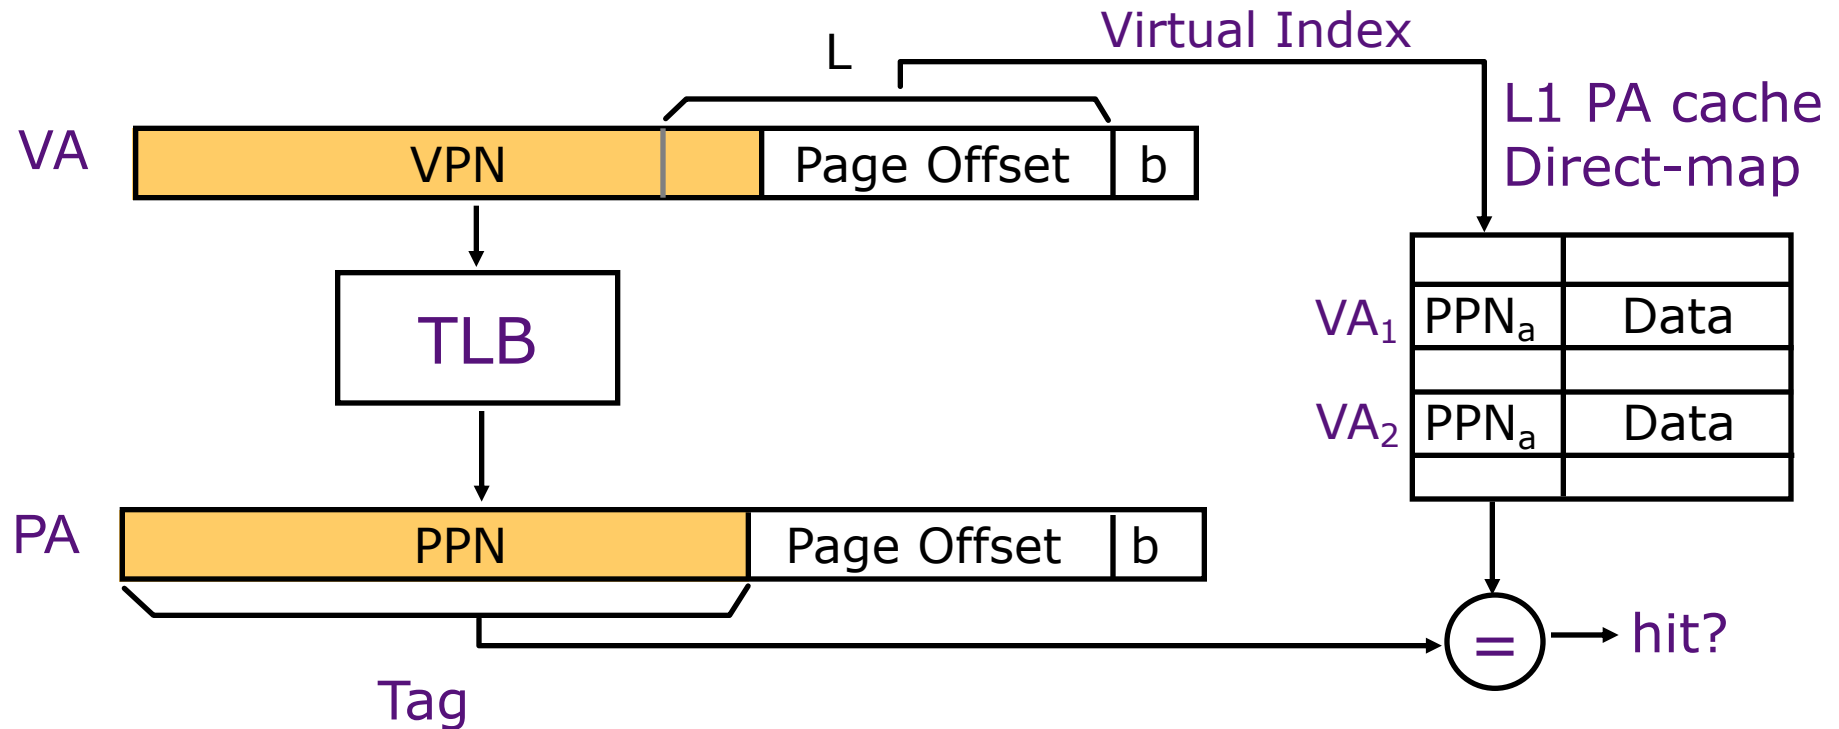 Virtual Index
L
L1 PA cache
Direct-map
VA
VPN
Page Offset
b
TLB
VA₁
PPNₐ
Data
VA₂
PPNₐ
Data
PA
PPN
Page Offset
b
=
hit?
Tag